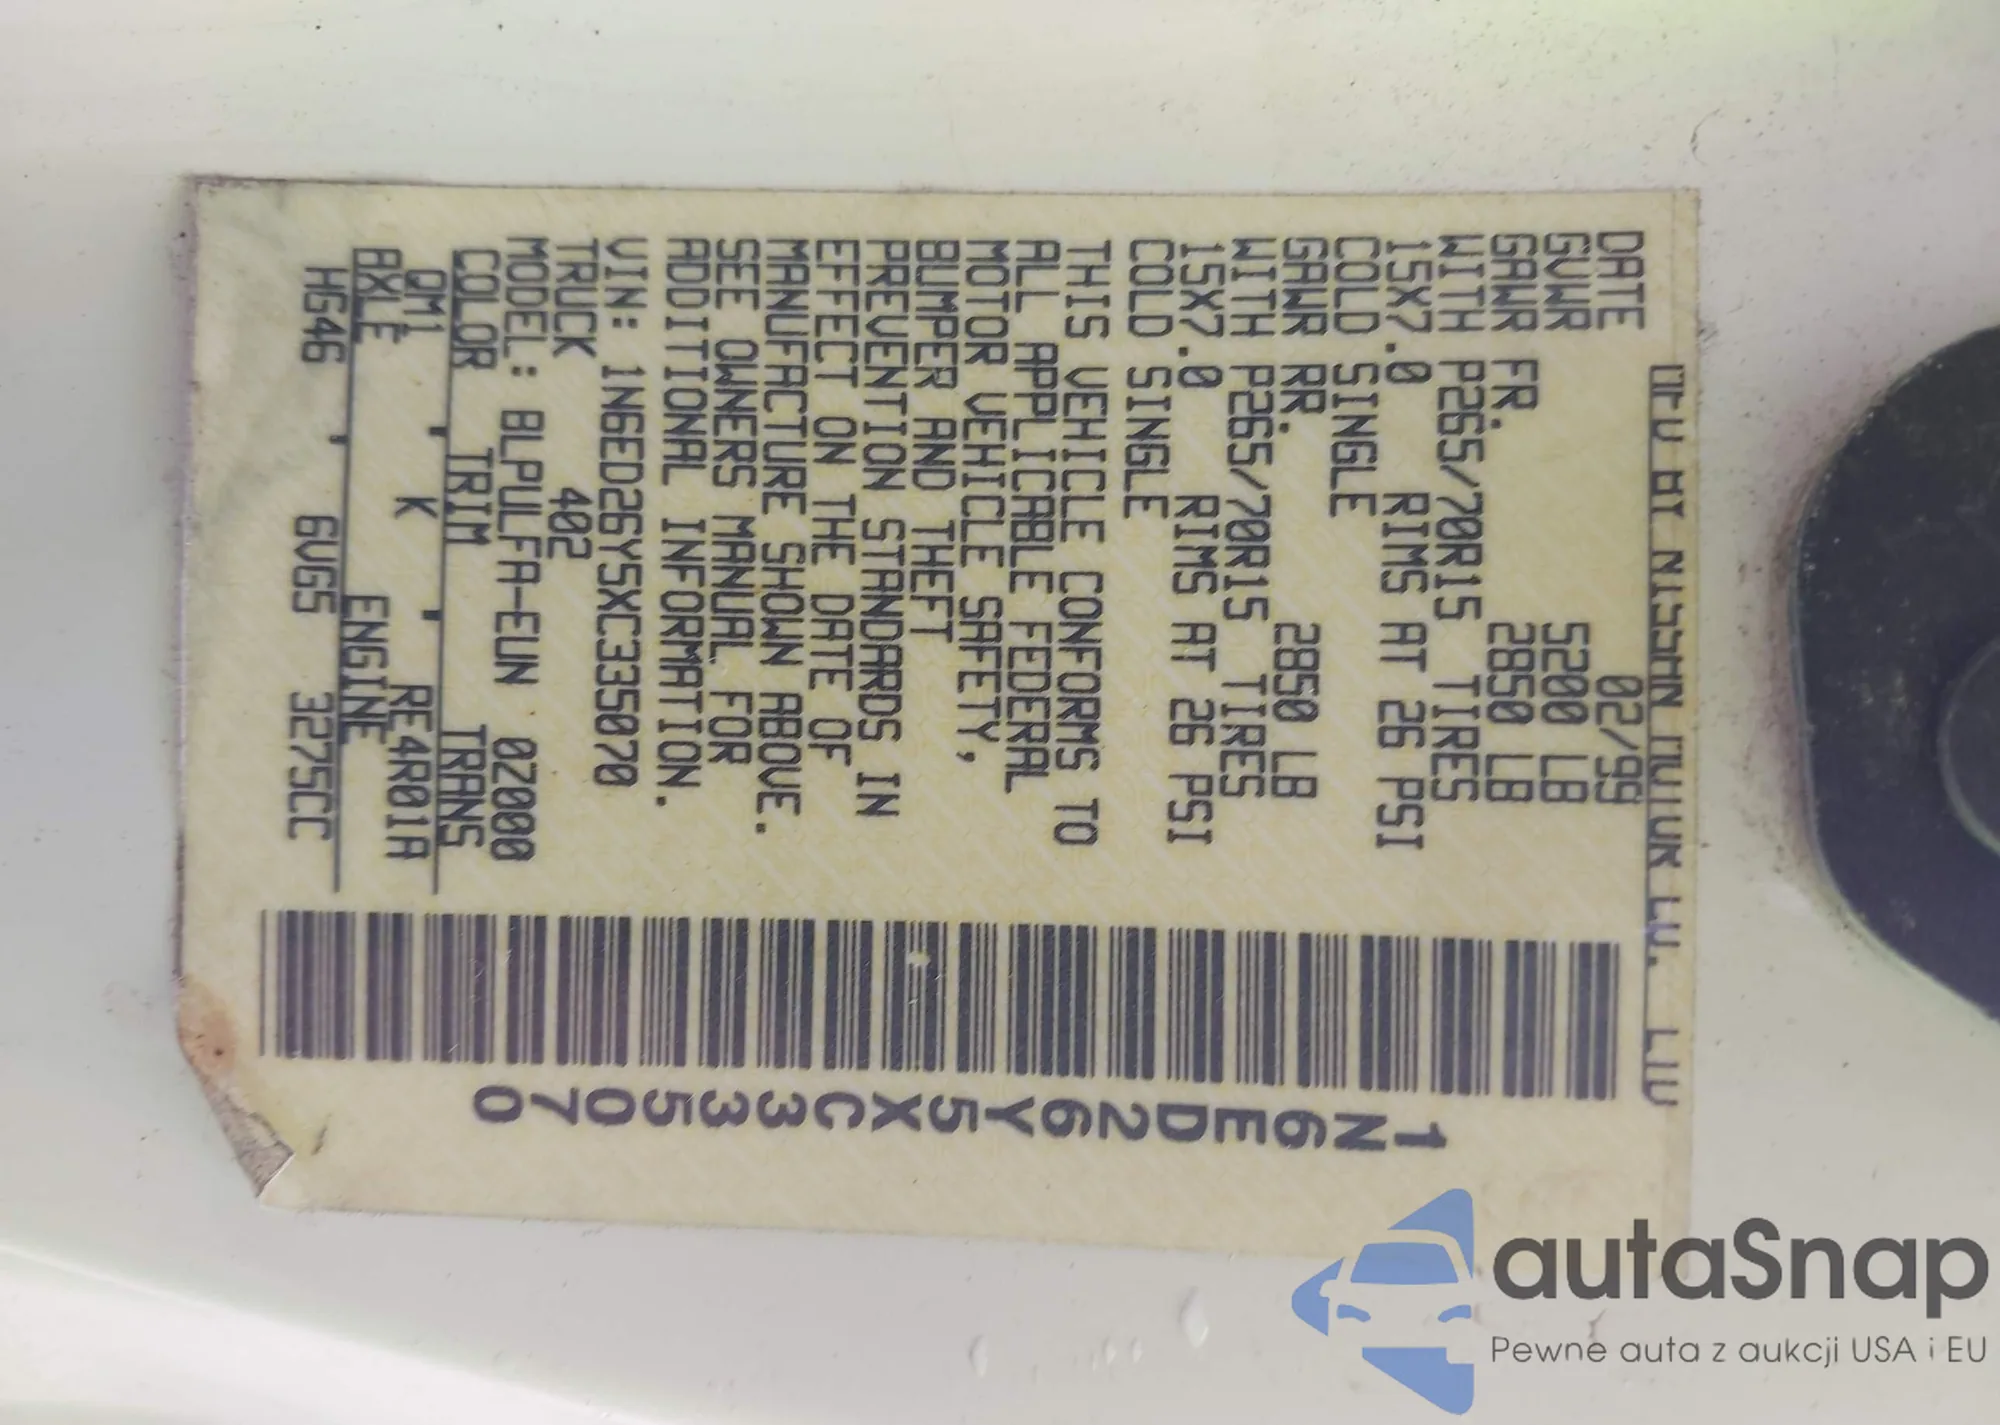 MFD BY NISSAN MOTOR CO. LTD
DATE 02/99
GVWR 5200 LB
GAWR FR. 2850 LB
WITH P265/70R15 TIRES
15X7.0 RIMS AT 26 PSI
COLD SINGLE
GAWR RR. 2850 LB
WITH P265/70R15 TIRES
15X7.0 RIMS AT 26 PSI
COLD SINGLE
THIS VEHICLE CONFORMS TO
ALL APPLICABLE FEDERAL
MOTOR VEHICLE SAFETY,
BUMPER AND THEFT
PREVENTION STANDARDS IN
EFFECT ON THE DATE OF
MANUFACTURE SHOWN ABOVE.
SEE OWNERS MANUAL FOR
ADDITIONAL INFORMATION.
VIN: 1N6ED26Y5XC335070
TRUCK 402
MODEL: BLPULFA-EUN 0Z000
COLOR TRIM TRANS
QM1 K RE4R01A
AXLE ENGINE
HG46 6VG5 3275CC
1N6ED26Y5XC335070
autaSnap
Pewne auta z aukcji USA i EU